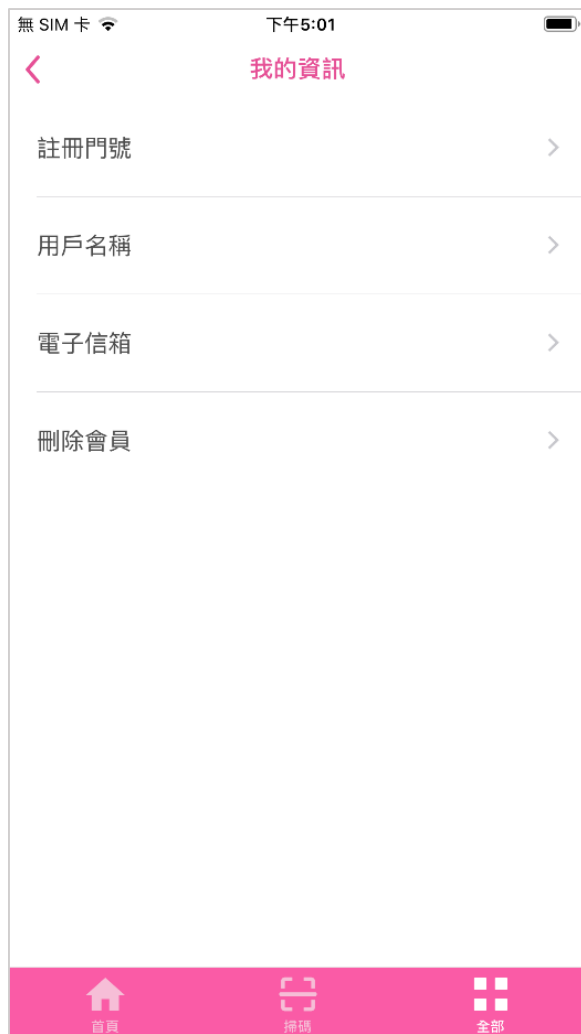 無 SIM 卡 下午5:01
我的資訊
註冊門號
用戶名稱
電子信箱
刪除會員
首頁 掃碼 全部